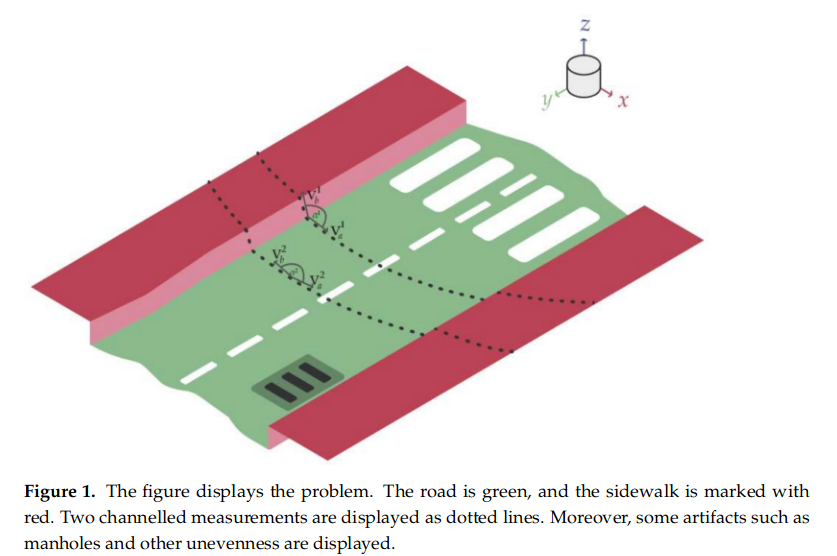 z
y
x
v_b^1
α^1
v_a^1
v_b^2
α^2
v_a^2
Figure 1. The figure displays the problem. The road is green, and the sidewalk is marked with
red. Two channelled measurements are displayed as dotted lines. Moreover, some artifacts such as
manholes and other unevenness are displayed.